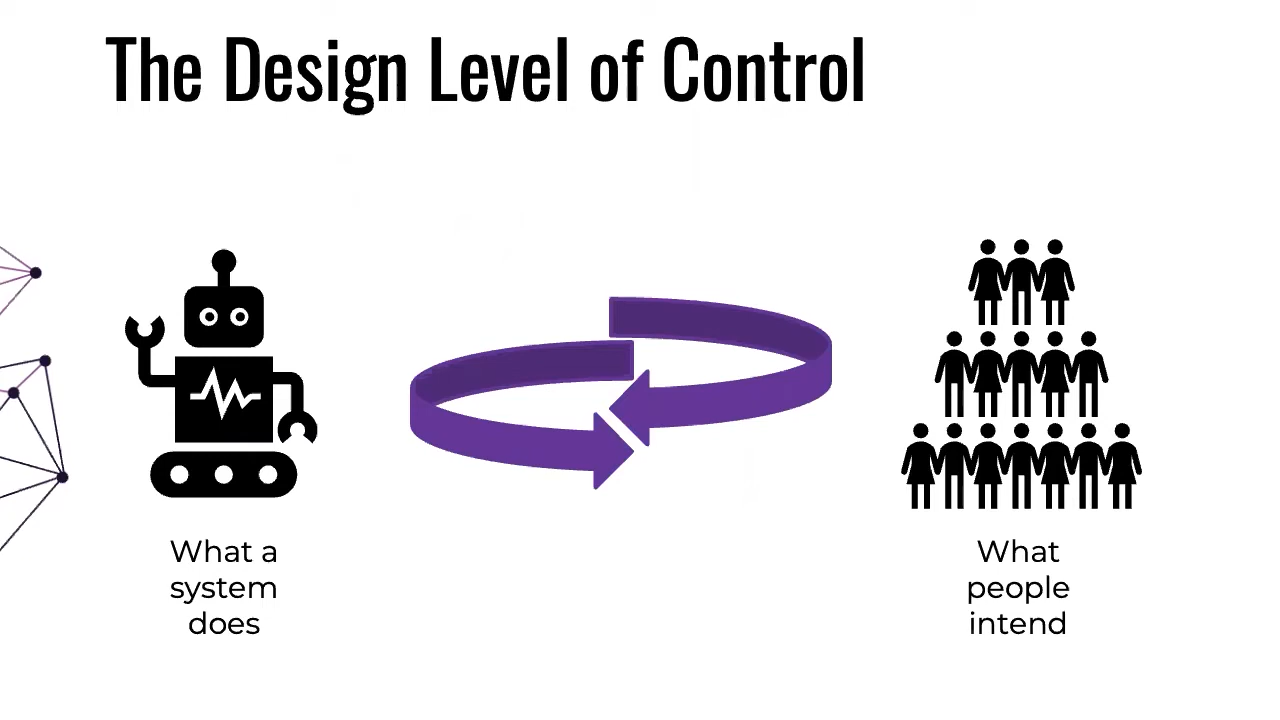 The Design Level of Control
What a
system
does
What
people
intend